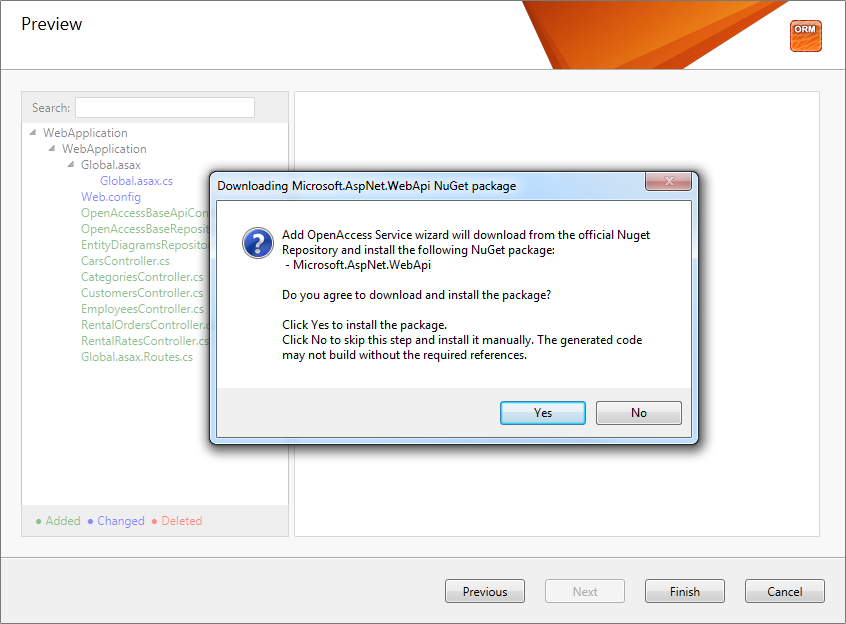 Preview
ORM
Search:
WebApplication
WebApplication
Global.asax
Global.asax.cs
Web.config
OpenAccessBaseApiCon
OpenAccessBaseReposit
EntityDiagramsRepositor
CarsController.cs
CategoriesController.cs
CustomersController.cs
EmployeesController.cs
RentalOrdersController.c
RentalRatesController.cs
Global.asax.Routes.cs
Added Changed Deleted
Downloading Microsoft.AspNet.WebApi NuGet package
Add OpenAccess Service wizard will download from the official Nuget
Repository and install the following NuGet package:
- Microsoft.AspNet.WebApi
Do you agree to download and install the package?
Click Yes to install the package.
Click No to skip this step and install it manually. The generated code
may not build without the required references.
Yes No
Previous Next Finish Cancel